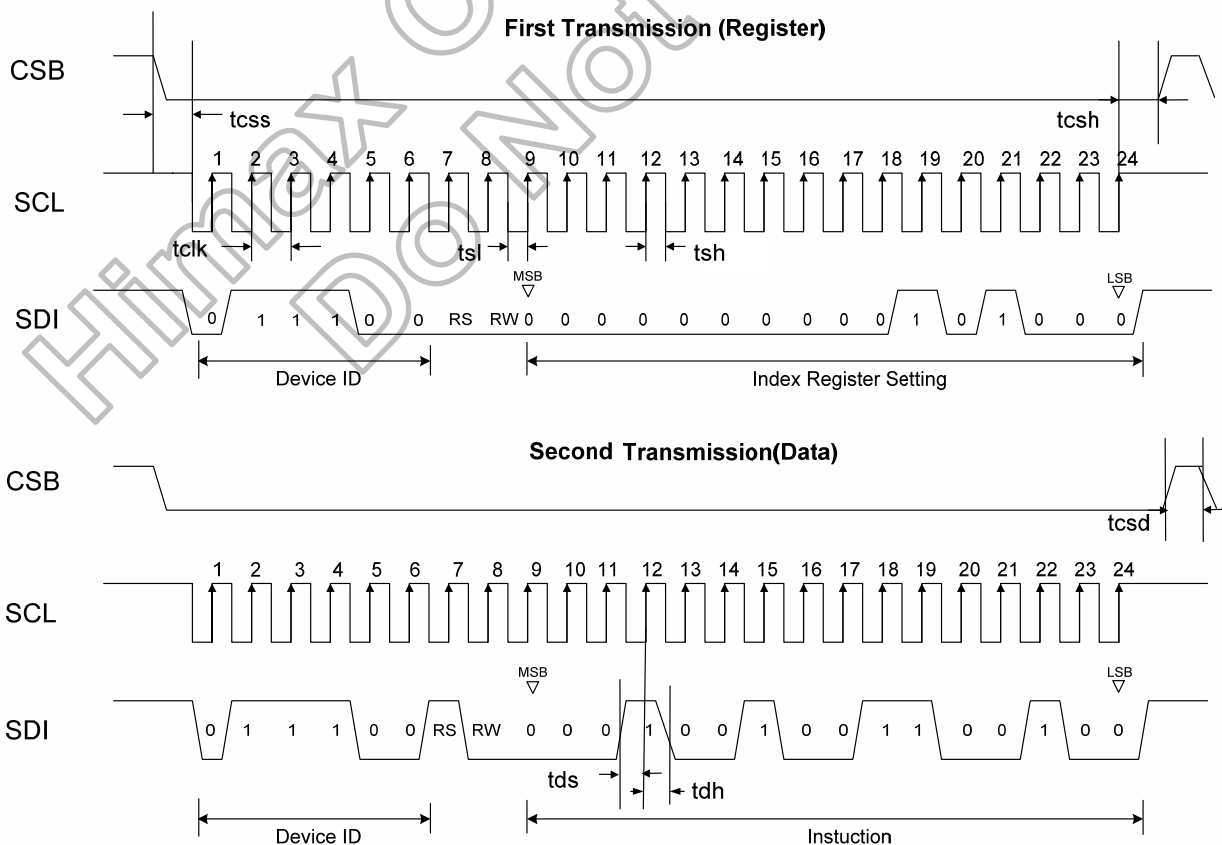 Himax
Do Not
First Transmission (Register)
CSB
tcss
tcsh
1 2 3 4 5 6 7 8 9 10 11 12 13 14 15 16 17 18 19 20 21 22 23 24
SCL
tclk
tsl
tsh
MSB
LSB
SDI
0 1 1 1 0 0 RS RW 0 0 0 0 0 0 0 0 0 0 1 0 1 0 0 0
Device ID
Index Register Setting
Second Transmission(Data)
CSB
tcsd
1 2 3 4 5 6 7 8 9 10 11 12 13 14 15 16 17 18 19 20 21 22 23 24
SCL
MSB
LSB
SDI
0 1 1 1 0 0 RS RW 0 0 0 1 0 0 1 0 0 1 1 0 0 1 0 0
tds
tdh
Device ID
Instuction